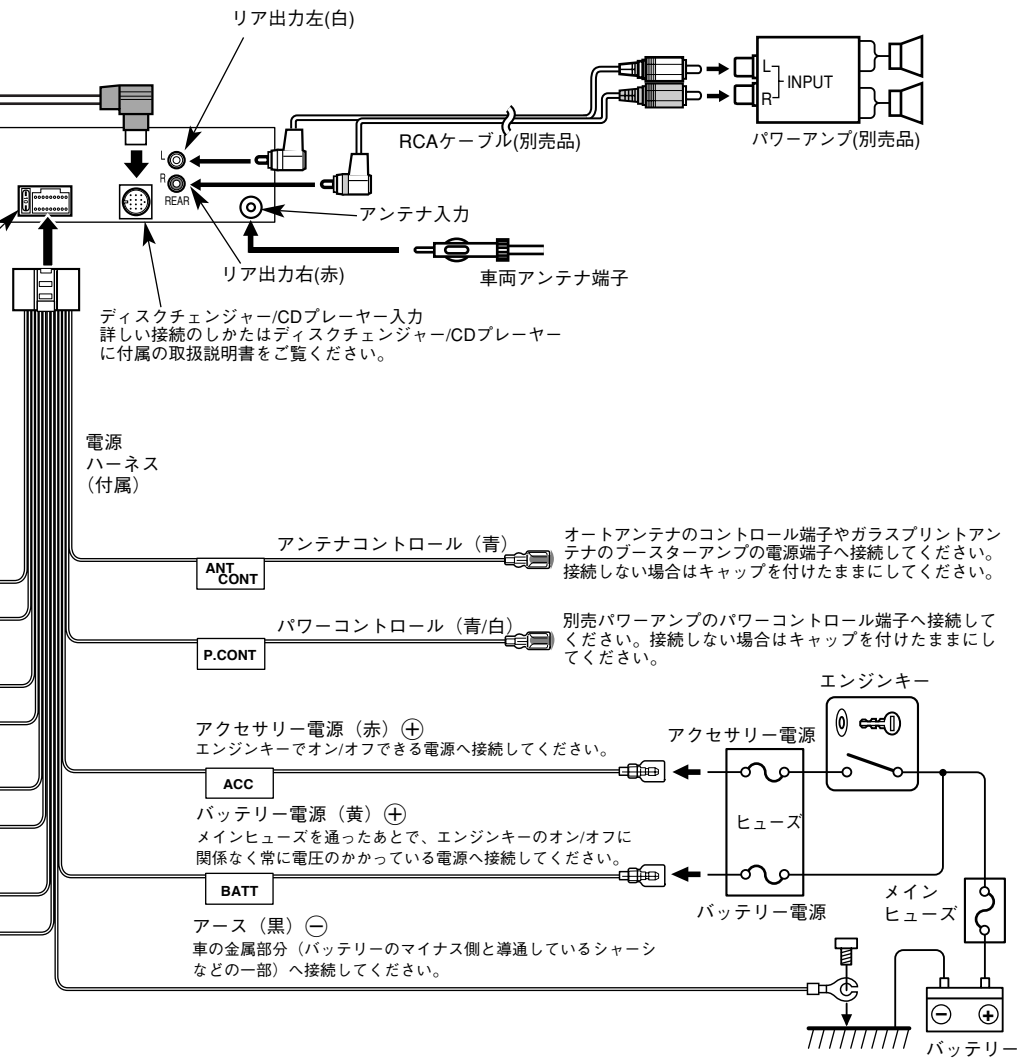 リア出力左(白)
L
R
INPUT
RCAケーブル(別売品)
パワーアンプ(別売品)
L
R
REAR
アンテナ入力
リア出力右(赤)
車両アンテナ端子
ディスクチェンジャー/CDプレーヤー入力
詳しい接続のしかたはディスクチェンジャー/CDプレーヤー
に付属の取扱説明書をご覧ください。
電源
ハーネス
（付属）
アンテナコントロール（青）
ANT
CONT
オートアンテナのコントロール端子やガラスプリントアン
テナのブースターアンプの電源端子へ接続してください。
接続しない場合はキャップを付けたままにしてください。
パワーコントロール（青/白）
P.CONT
別売パワーアンプのパワーコントロール端子へ接続して
ください。接続しない場合はキャップを付けたままにし
てください。
エンジンキー
アクセサリー電源（赤）⊕
エンジンキーでオン/オフできる電源へ接続してください。
ACC
アクセサリー電源
ヒューズ
バッテリー電源（黄）⊕
メインヒューズを通ったあとで、エンジンキーのオン/オフに
関係なく常に電圧のかかっている電源へ接続してください。
BATT
バッテリー電源
メイン
ヒューズ
アース（黒）⊖
車の金属部分（バッテリーのマイナス側と導通しているシャーシ
などの一部）へ接続してください。
⊖ ⊕
バッテリー